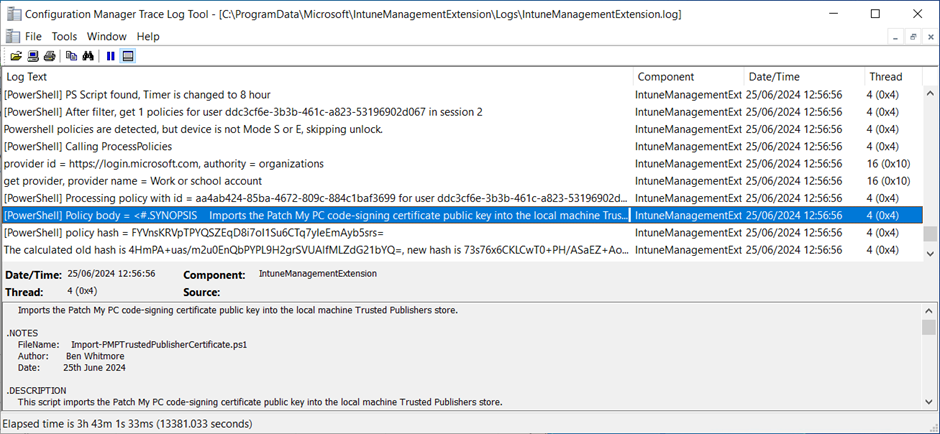 Configuration Manager Trace Log Tool - [C:\ProgramData\Microsoft\IntuneManagementExtension\Logs\IntuneManagementExtension.log]
File Tools Window Help
Log Text Component Date/Time Thread
[PowerShell] PS Script found, Timer is changed to 8 hour IntuneManagementExt 25/06/2024 12:56:56 4 (0x4)
[PowerShell] After filter, get 1 policies for user ddc3cf6e-3b3b-461c-a823-53196902d067 in session 2 IntuneManagementExt 25/06/2024 12:56:56 4 (0x4)
Powershell policies are detected, but device is not Mode S or E, skipping unlock. IntuneManagementExt 25/06/2024 12:56:56 4 (0x4)
[PowerShell] Calling ProcessPolicies IntuneManagementExt 25/06/2024 12:56:56 4 (0x4)
provider id = https://login.microsoft.com, authority = organizations IntuneManagementExt 25/06/2024 12:56:56 16 (0x10)
get provider, provider name = Work or school account IntuneManagementExt 25/06/2024 12:56:56 16 (0x10)
[PowerShell] Processing policy with id = aa4ab424-85ba-4672-809c-884c1baf3699 for user ddc3cf6e-3b3b-461c-a823-53196902d... IntuneManagementExt 25/06/2024 12:56:56 4 (0x4)
[PowerShell] Policy body = <#.SYNOPSIS Imports the Patch My PC code-signing certificate public key into the local machine Trus... IntuneManagementExt 25/06/2024 12:56:56 4 (0x4)
[PowerShell] policy hash = FYVnsKRVpTPYQSZEqD8i7oI1Su6CTq7yIeEmAyb5srs= IntuneManagementExt 25/06/2024 12:56:56 4 (0x4)
The calculated old hash is 4HmPA+uas/m2u0EnQbPYPL9H2grSVUAIfMLZdG21bYQ=, new hash is 73s76x6CKLCwT0+PH/ASaEZ+Ao... IntuneManagementExt 25/06/2024 12:56:56 4 (0x4)
Date/Time: 25/06/2024 12:56:56 Component: IntuneManagementExtension
Thread: 4 (0x4) Source:
Imports the Patch My PC code-signing certificate public key into the local machine Trusted Publishers store.
.NOTES
FileName: Import-PMPTrustedPublisherCertificate.ps1
Author: Ben Whitmore
Date: 25th June 2024
.DESCRIPTION
This script imports the Patch My PC code-signing certificate public key into the local machine Trusted Publishers store.
Elapsed time is 3h 43m 1s 33ms (13381.033 seconds)